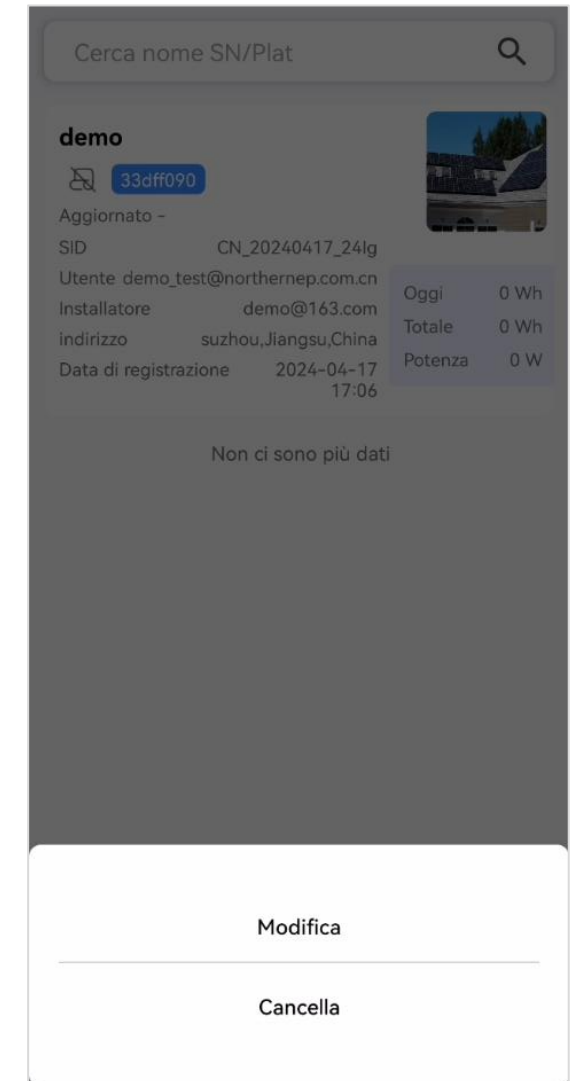 Cerca nome SN/Plat
demo
33dff090
Aggiornato -
SID CN_20240417_24lg
Utente demo_test@northernep.com.cn
Installatore demo@163.com
indirizzo suzhou,Jiangsu,China
Data di registrazione 2024-04-17
17:06
Oggi 0 Wh
Totale 0 Wh
Potenza 0 W
Non ci sono più dati
Modifica
Cancella